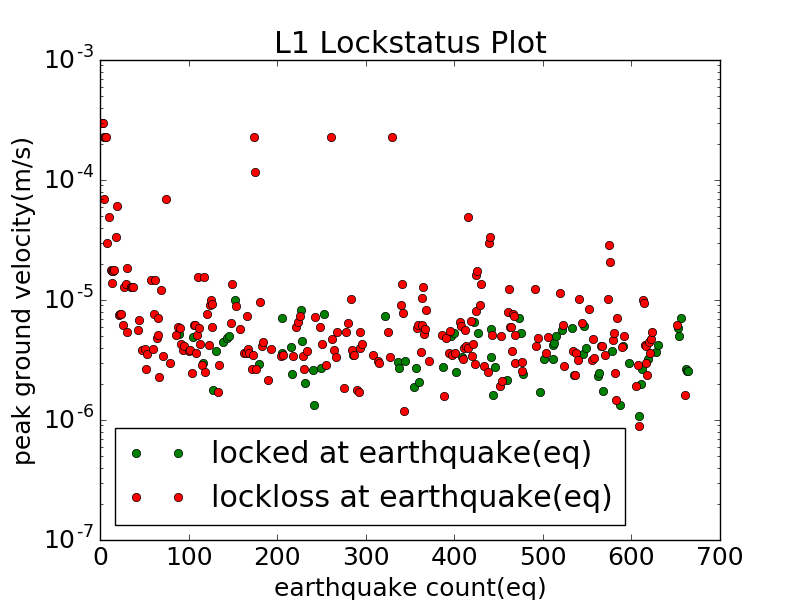 L1 Lockstatus Plot
peak ground velocity(m/s)
10^-3
10^-4
10^-5
10^-6
10^-7
locked at earthquake(eq)
lockloss at earthquake(eq)
0 100 200 300 400 500 600 700
earthquake count(eq)